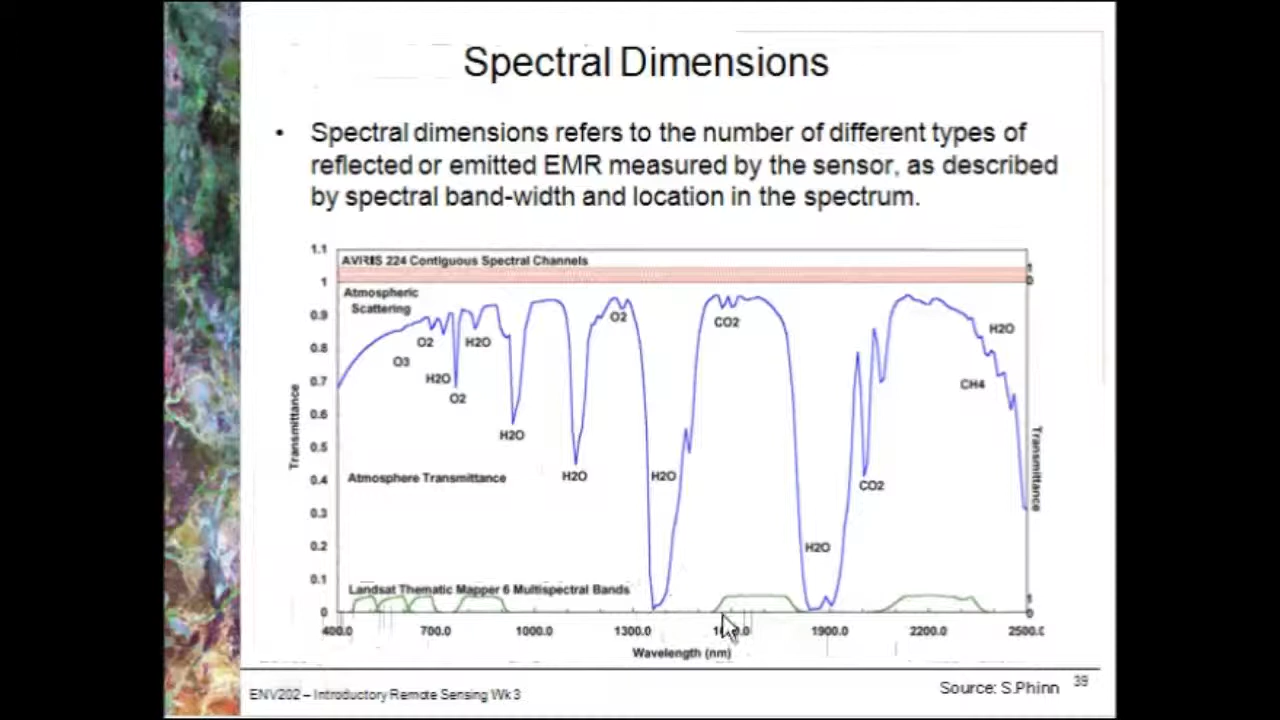 Spectral Dimensions
• Spectral dimensions refers to the number of different types of
reflected or emitted EMR measured by the sensor, as described
by spectral band-width and location in the spectrum.
1.1
AVIRIS 224 Contiguous Spectral Channels
1
1
0
Atmospheric
Scattering
0.9
O2
CO2
H2O
O2
H2O
0.8
O3
H2O
0.7
CH4
O2
0.6
H2O
0.5
Transmittance
Transmittance
H2O
H2O
Atmosphere Transmittance
0.4
CO2
0.3
0.2
H2O
0.1
Landsat Thematic Mapper 6 Multispectral Bands
1
0
0
400.0 700.0 1000.0 1300.0 1900.0 2200.0
Wavelength (nm)
ENV202 – Introductory Remote Sensing Wk 3
Source: S.Phinn
39